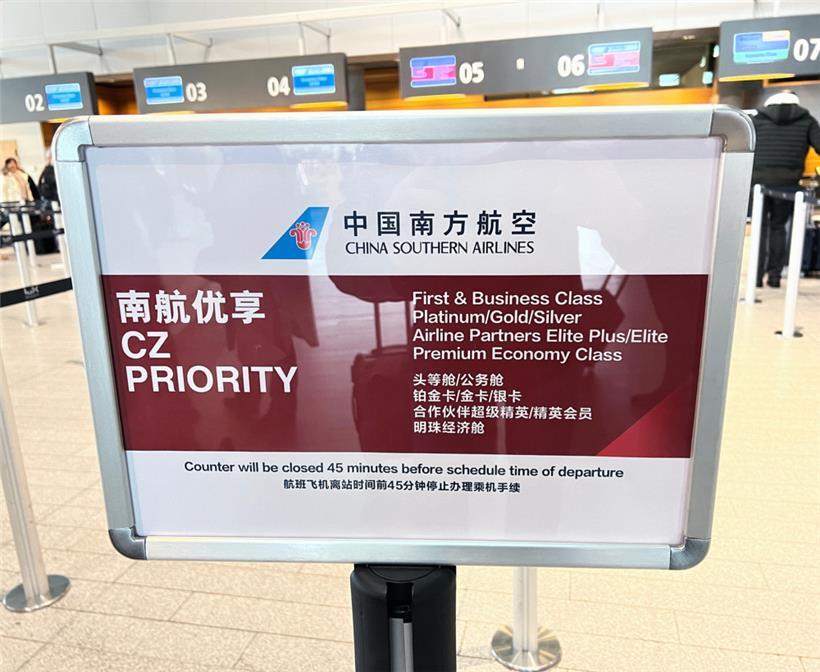 02
03
04
05
06
07
中国南方航空
CHINA SOUTHERN AIRLINES
南航优享
CZ
PRIORITY
First & Business Class
Platinum/Gold/Silver
Airline Partners Elite Plus/Elite
Premium Economy Class
头等舱/公务舱
铂金卡/金卡/银卡
合作伙伴超级精英/精英会员
明珠经济舱
Counter will be closed 45 minutes before schedule time of departure
航班飞机离站时间前45分钟停止办理乘机手续